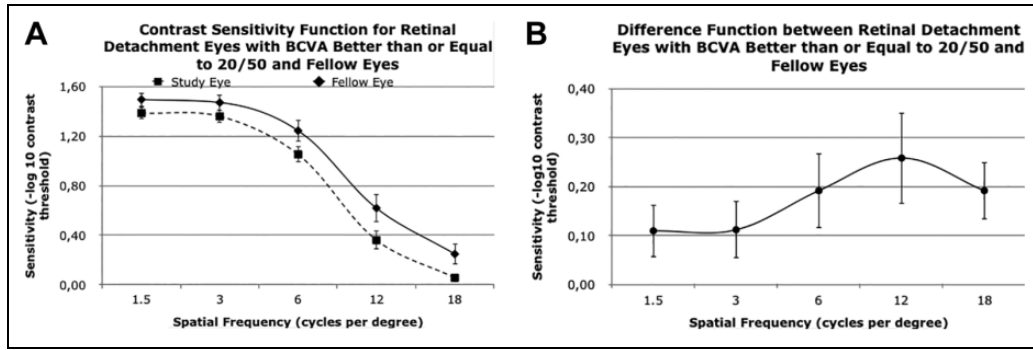 A
Contrast Sensitivity Function for Retinal
Detachment Eyes with BCVA Better than or Equal
to 20/50 and Fellow Eyes
Study Eye
Fellow Eye
Sensitivity (-log 10 contrast
threshold)
1,60
1,20
0,80
0,40
0,00
1.5 3 6 12 18
Spatial Frequency (cycles per degree)
B
Difference Function between Retinal Detachment
Eyes with BCVA Better than or Equal to 20/50 and
Fellow Eyes
Sensitivity (-log10 contrast
threshold)
0,40
0,30
0,20
0,10
0,00
1.5 3 6 12 18
Spatial Frequency (cycles per degree)